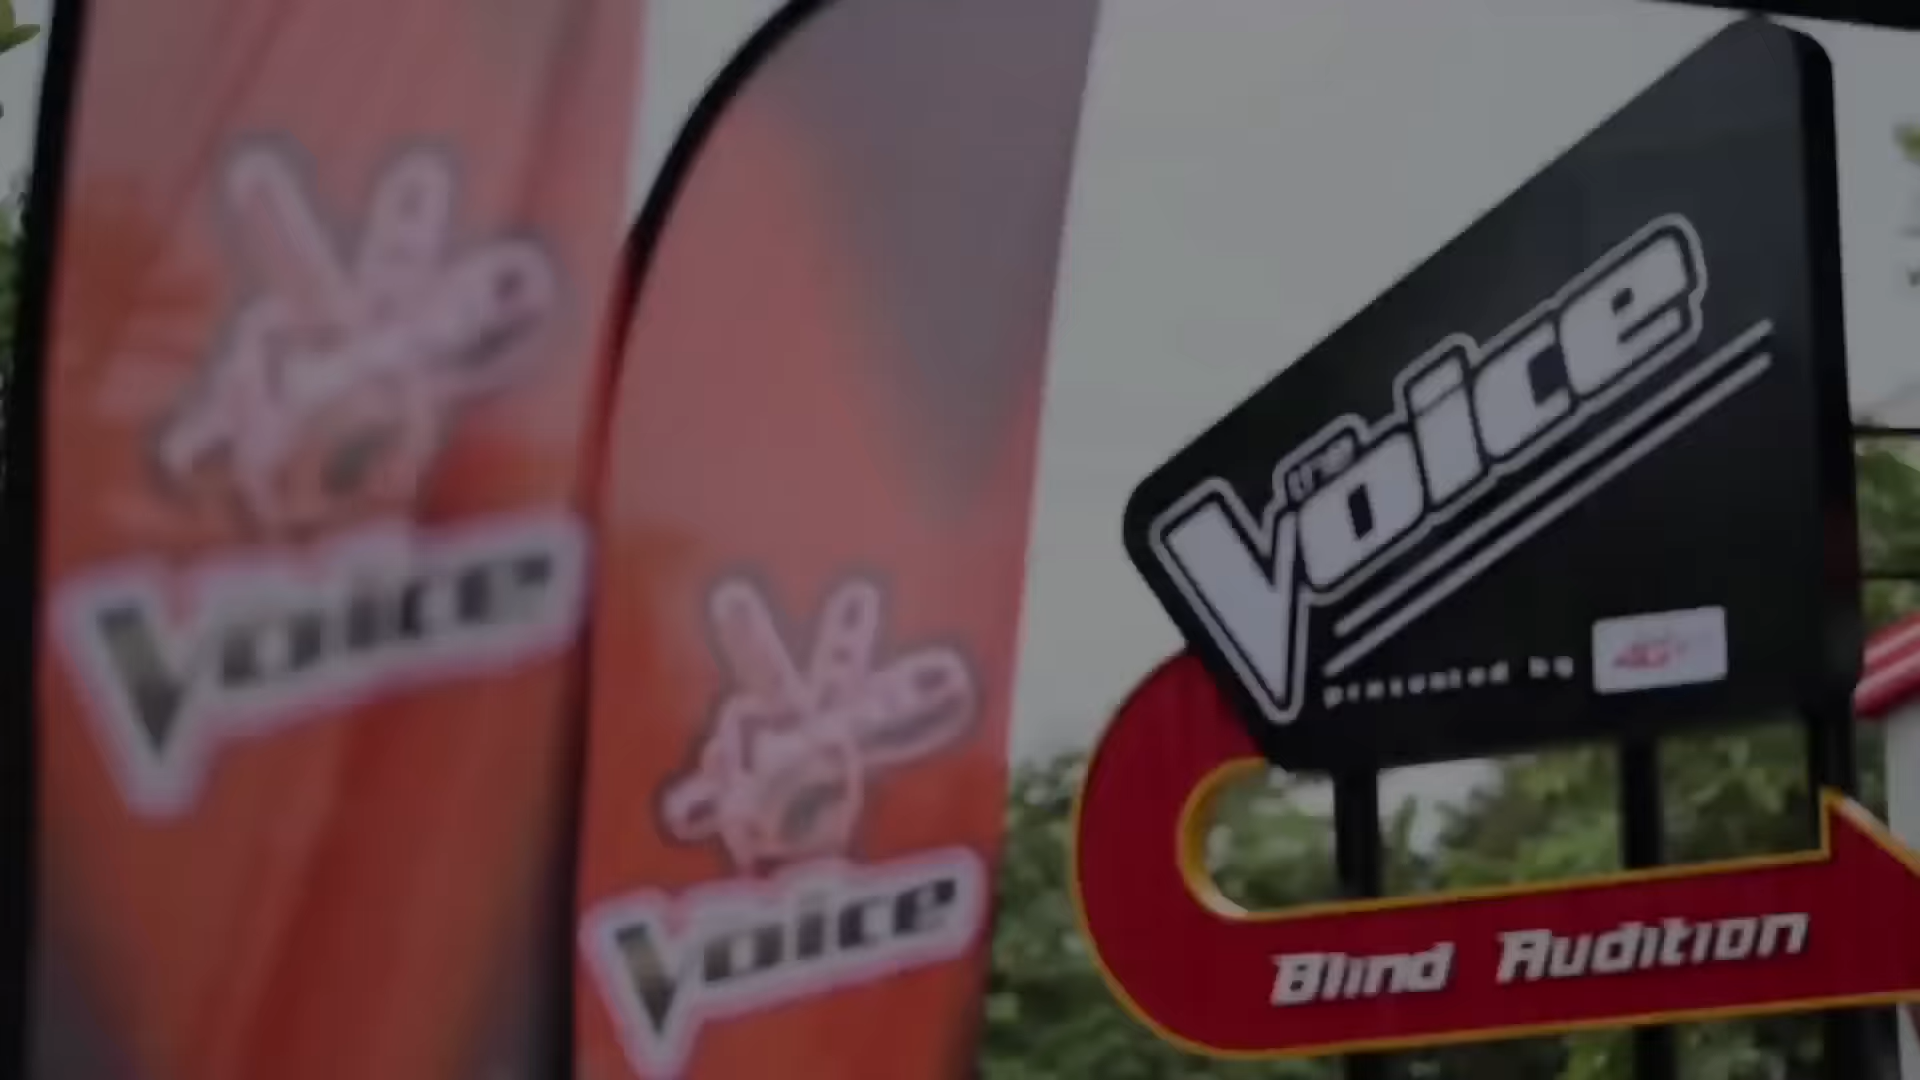 Voice
Voice
the
Voice
presented by
Blind Audition